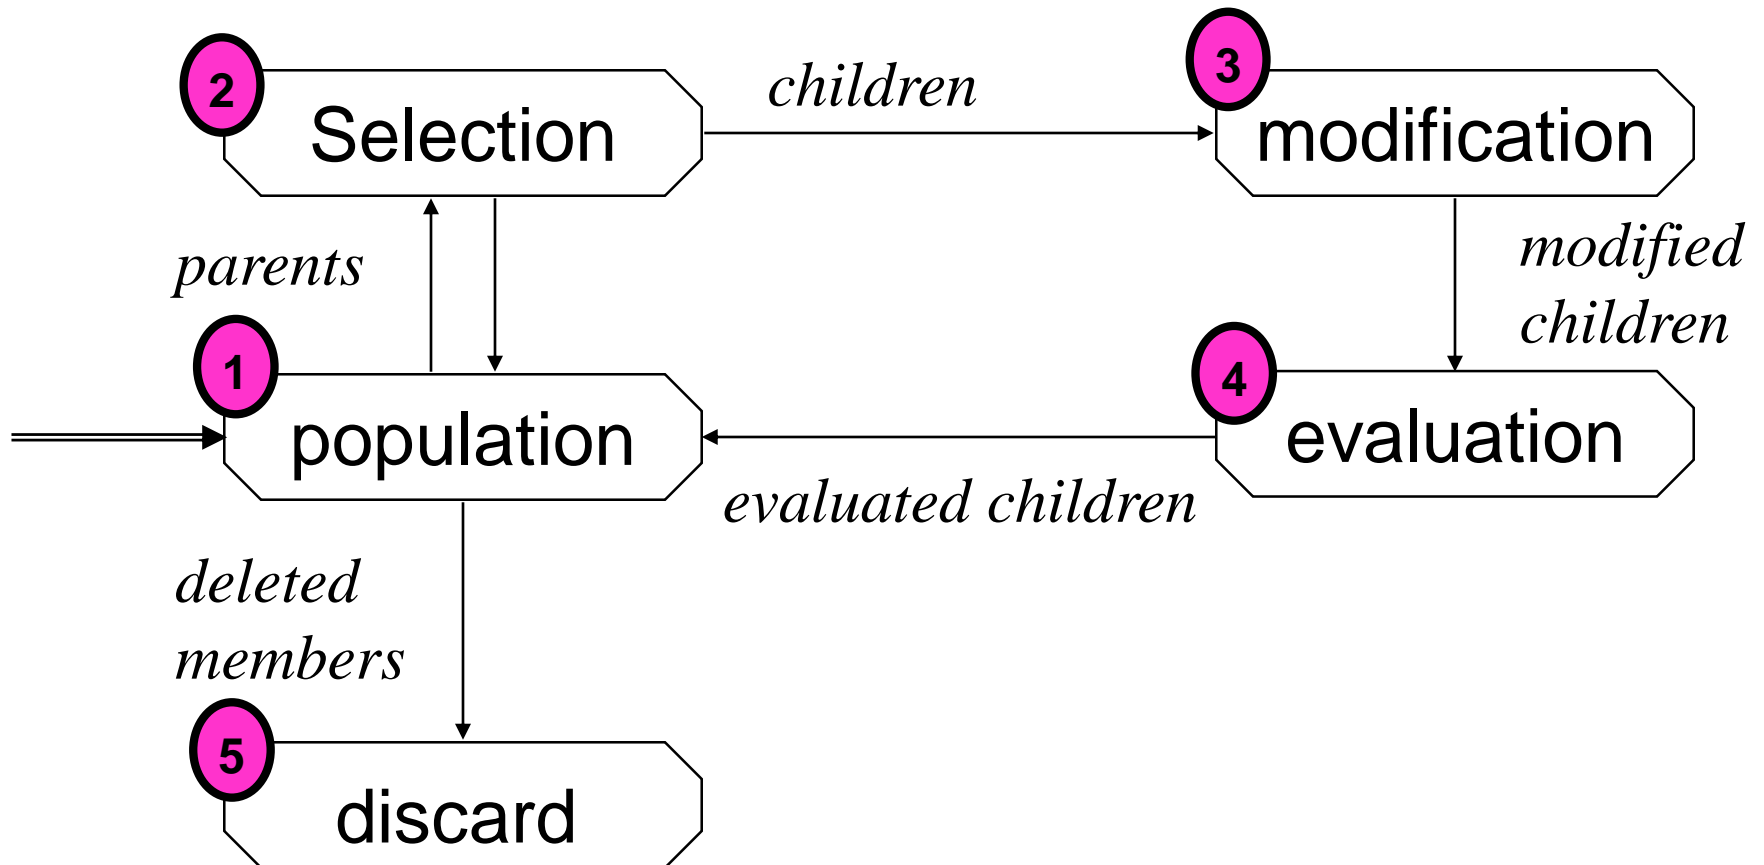 2
Selection
children
3
modification
parents
modified
children
1
population
4
evaluation
evaluated children
deleted
members
5
discard